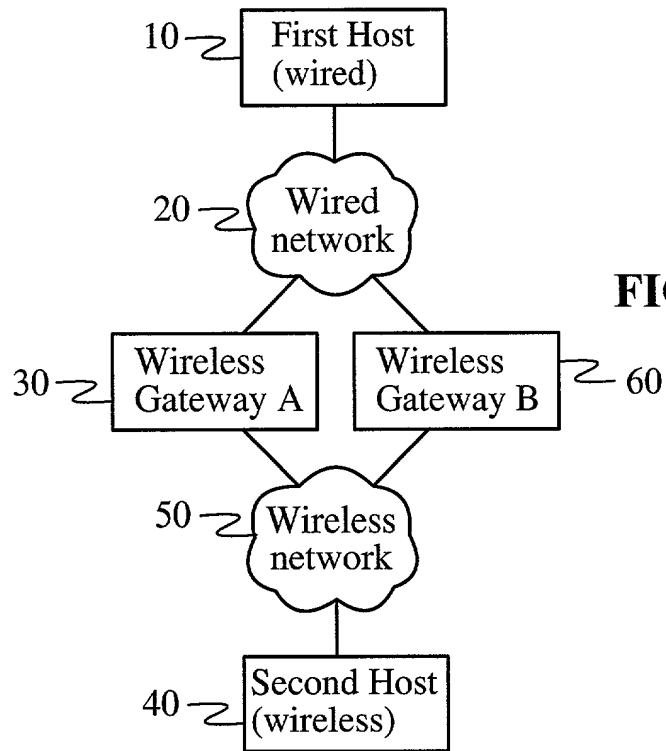 10
First Host
(wired)
20
Wired
network
FI
30
Wireless
Gateway A
Wireless
Gateway B
60
50
Wireless
network
40
Second Host
(wireless)